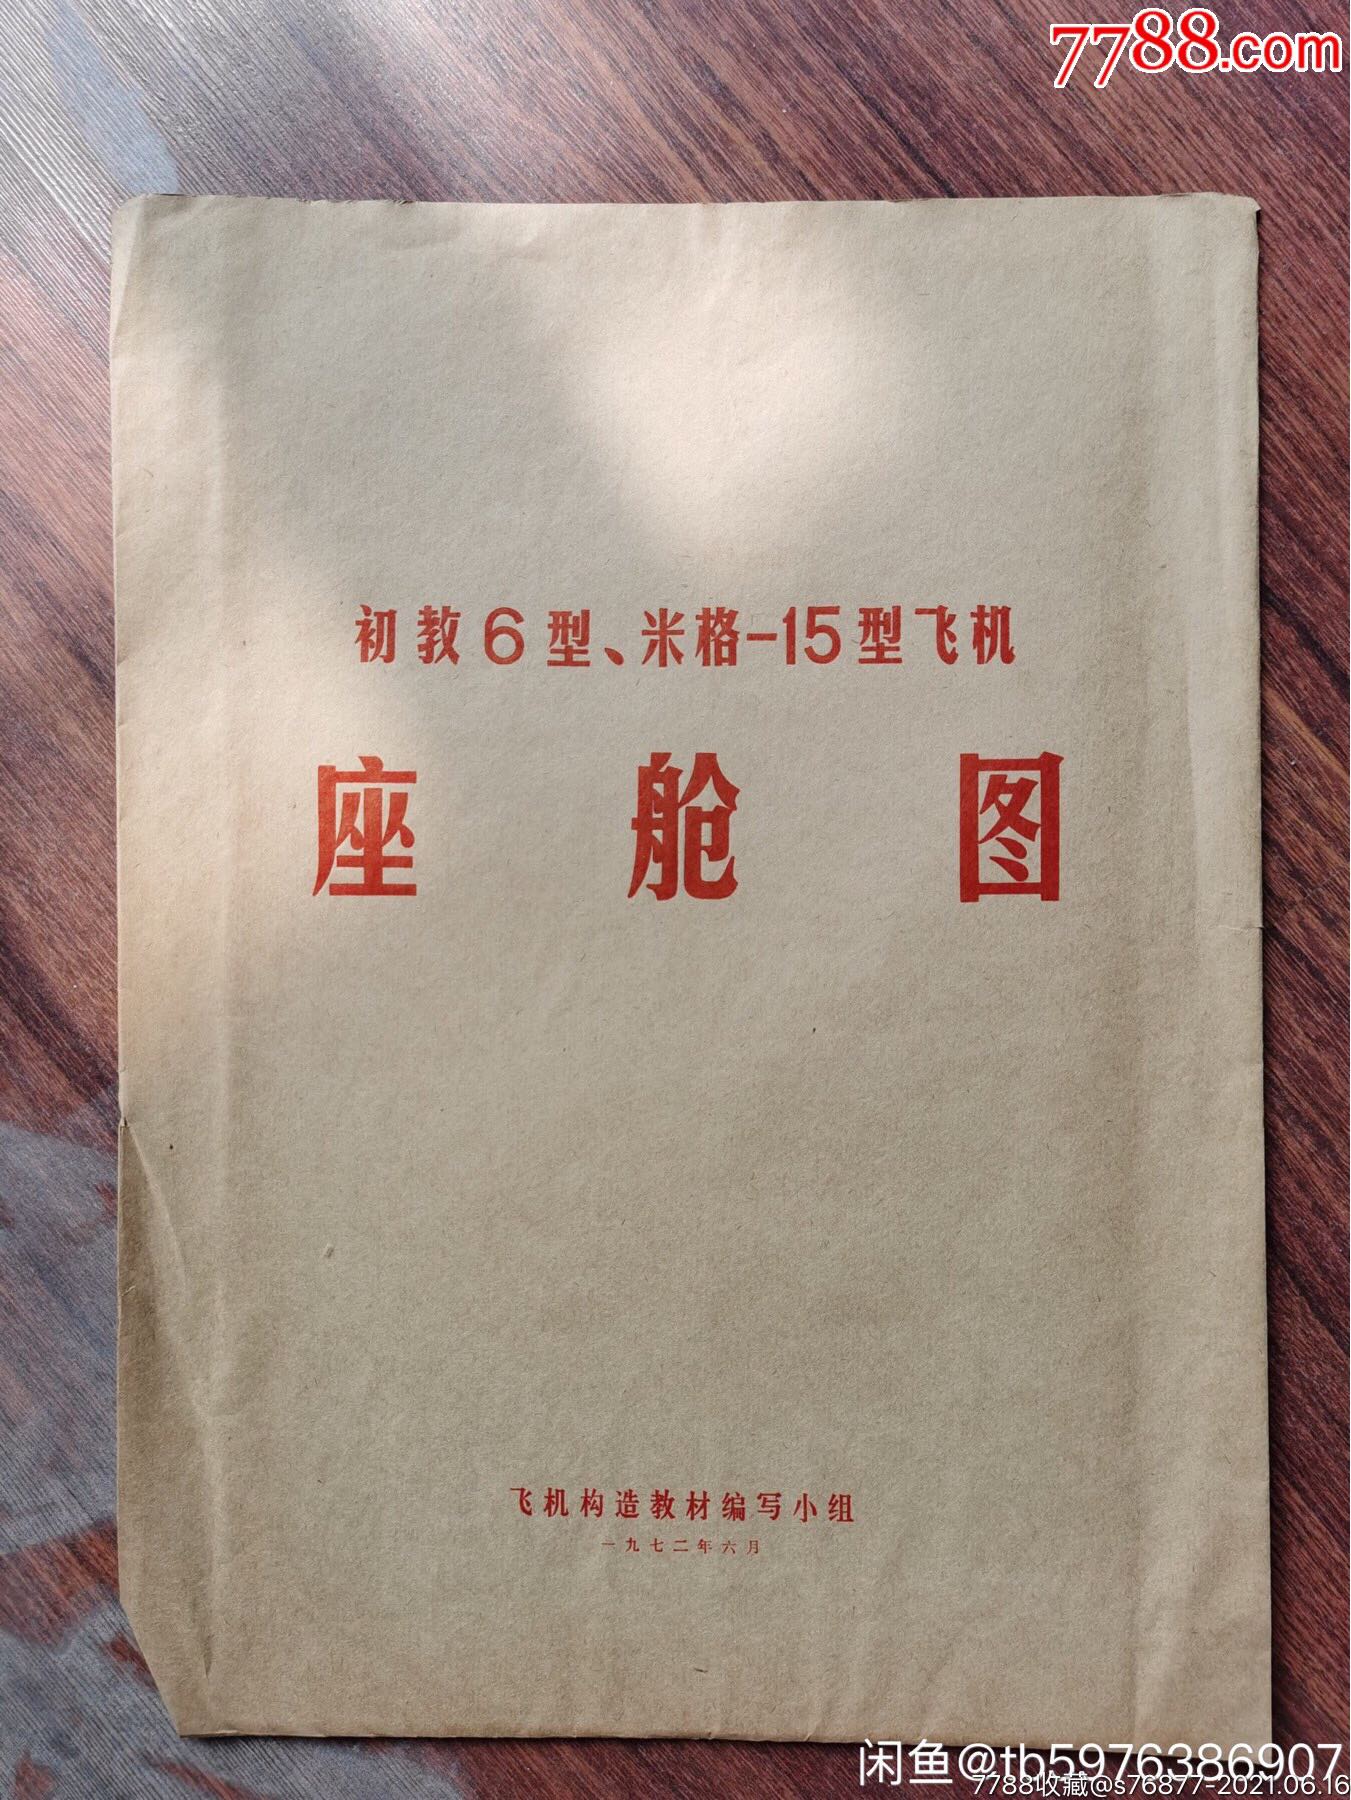 7788.com
初教6型、米格-15型飞机
座舱图
飞机构造教材编写小组
一九七二年六月
闲鱼@tb5976386907
7788收藏@s76877-2021.06.16